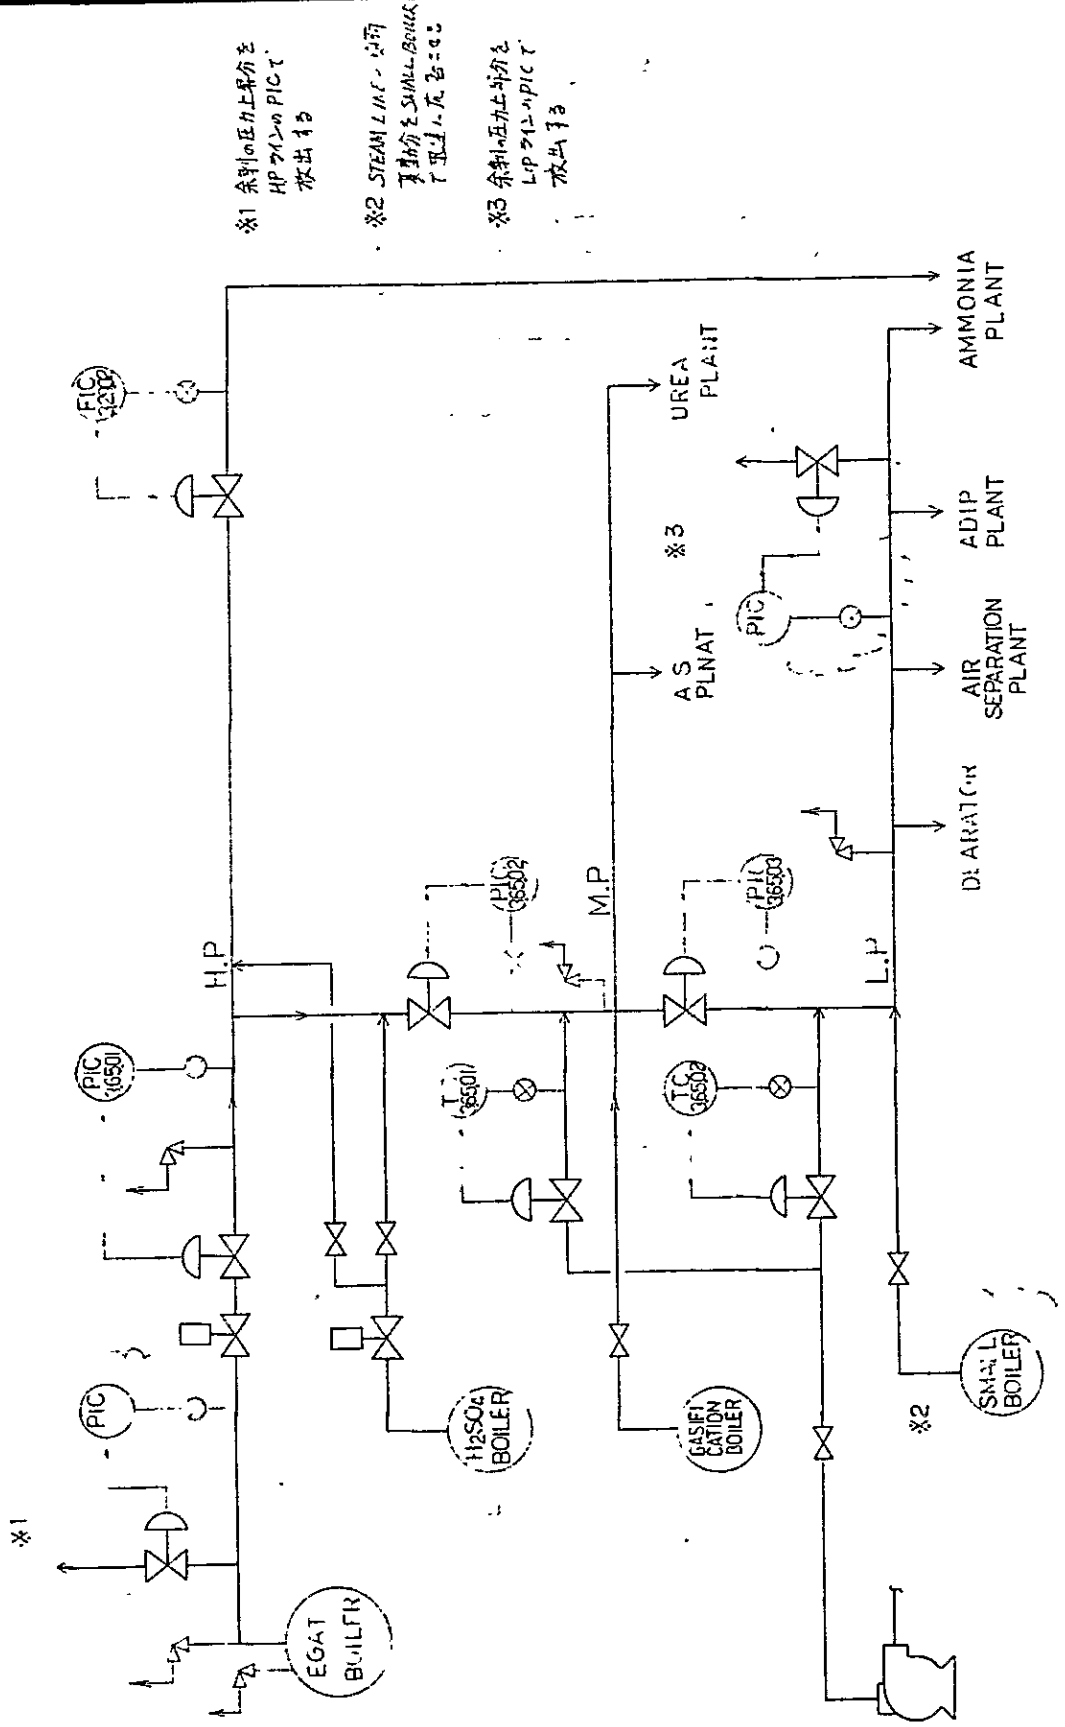 ※1 余剰の圧力上昇分を
HPラインのPICで
放出する
※2 STEAM LINE
SMALL BOILER
※3 余剰の圧力上昇分を
LPラインのPICで
放出する
※1
PIC
PIC
36501
FIC
EGAT
BOILER
H.P
H2SO4
BOILER
PIC
36502
36501
M.P
GASIFI
CATION
BOILER
A S
PLNAT
UREA
PLANT
TC
36502
PIC
36503
※3
PIC
L.P
※2
SMALL
BOILER
AIR
SEPARATION
PLANT
ADIP
PLANT
AMMONIA
PLANT